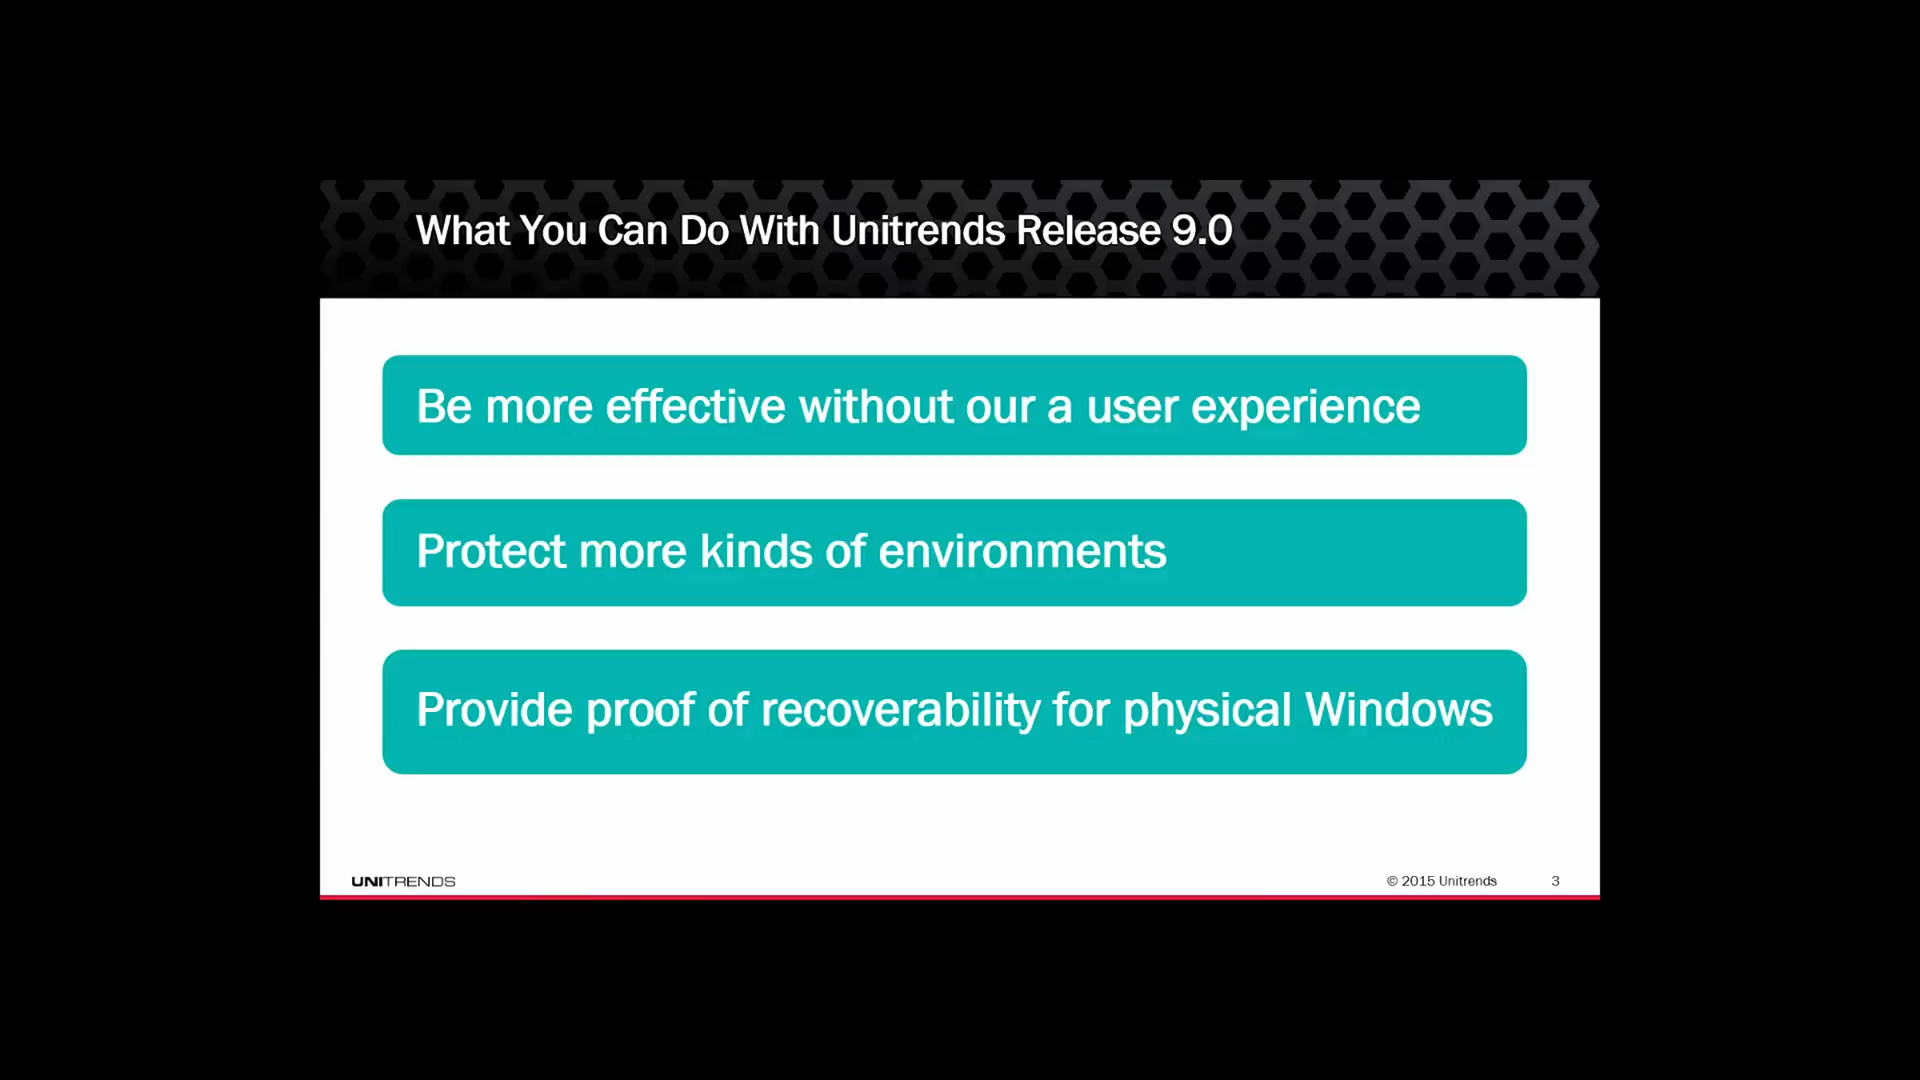 What You Can Do With Unitrends Release 9.0
Be more effective without our a user experience
Protect more kinds of environments
Provide proof of recoverability for physical Windows
UNITRENDS
© 2015 Unitrends
3